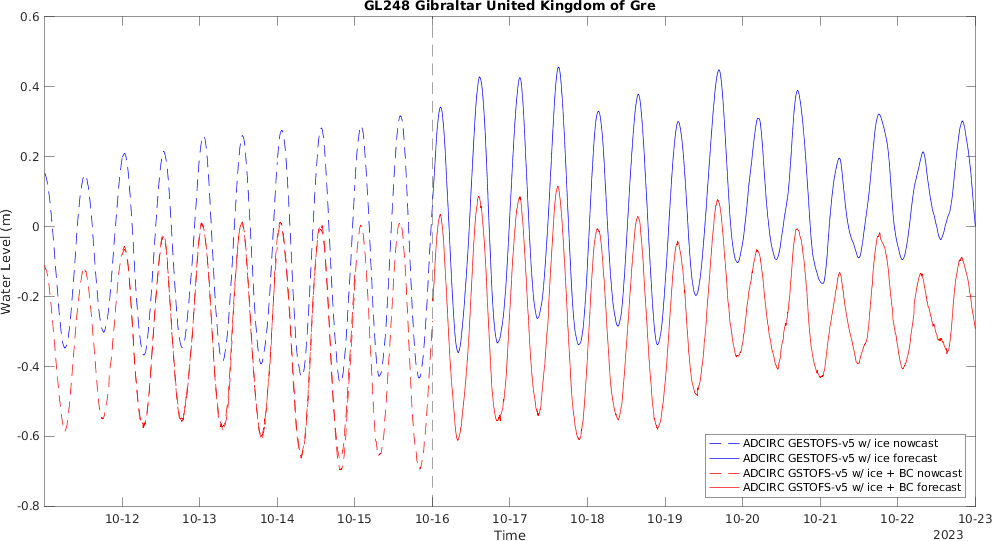 GL248 Gibraltar United Kingdom of Gre
0.6
0.4
0.2
0
-0.2
-0.4
-0.6
-0.8
Water Level (m)
ADCIRC GESTOFS-v5 w/ ice nowcast
ADCIRC GESTOFS-v5 w/ ice forecast
ADCIRC GSTOFS-v5 w/ ice + BC nowcast
ADCIRC GSTOFS-v5 w/ ice + BC forecast
10-12 10-13 10-14 10-15 10-16 10-17 10-18 10-19 10-20 10-21 10-22 10-23
Time
2023